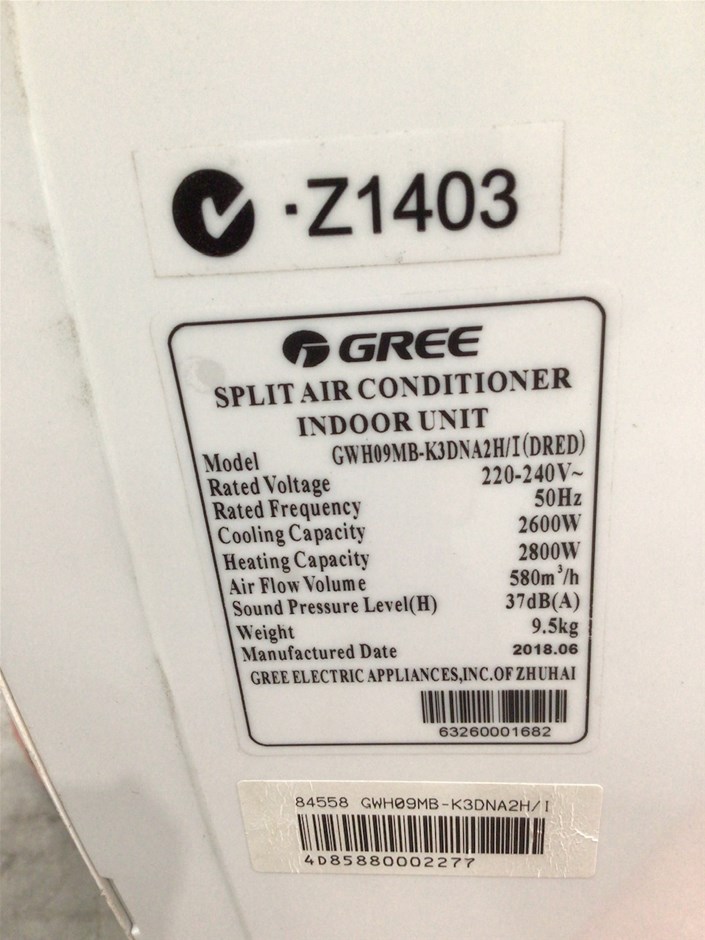 ·Z1403
GREE
SPLIT AIR CONDITIONER
INDOOR UNIT
Model GWH09MB-K3DNA2H/I(DRED)
Rated Voltage 220-240V~
Rated Frequency 50Hz
Cooling Capacity 2600W
Heating Capacity 2800W
Air Flow Volume 580m³/h
Sound Pressure Level(H) 37dB(A)
Weight 9.5kg
Manufactured Date 2018.06
GREE ELECTRIC APPLIANCES,INC.OF ZHUHAI
63260001682
84558 GWH09MB-K3DNA2H/I
4D85880002277